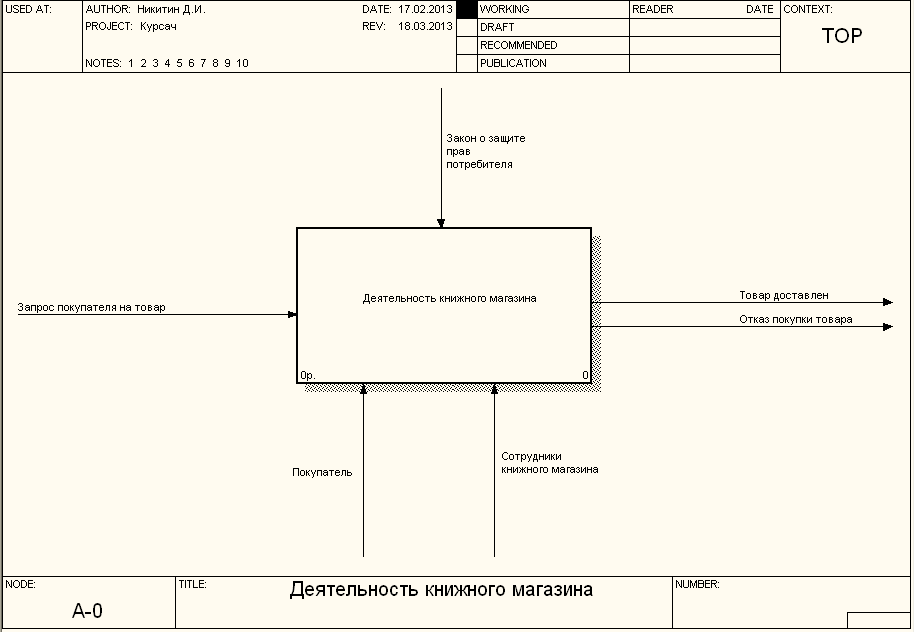 USED AT:
AUTHOR: Никитин Д.И.
DATE: 17.02.2013
PROJECT: Курсач
REV: 18.03.2013
NOTES: 1 2 3 4 5 6 7 8 9 10
WORKING
DRAFT
RECOMMENDED
PUBLICATION
READER DATE
CONTEXT:
TOP
Закон о защите
прав
потребителя
Запрос покупателя на товар
Деятельность книжного магазина
0р. 0
Товар доставлен
Отказ покупки товара
Покупатель
Сотрудники
книжного магазина
NODE:
A-0
TITLE:
Деятельность книжного магазина
NUMBER: